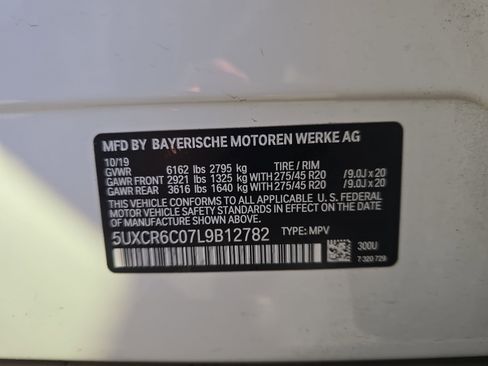 MFD BY BAYERISCHE MOTOREN WERKE AG
10/19
GVWR 6162 lbs 2795 kg TIRE / RIM
GAWR FRONT 2921 lbs 1325 kg WITH 275/45 R20 /9.0J x 20
GAWR REAR 3616 lbs 1640 kg WITH 275/45 R20 /9.0J x 20
THIS VEHICLE CONFORMS TO ALL APPLICABLE, U. S. FEDERAL
MOTOR VEHICLE SAFETY, STANDARDS IN EFFECT ON THE DATE
OF MANUFACTURE SHOWN ABOVE.
5UXCR6C07L9B12782 TYPE: MPV
300U
7 320 729